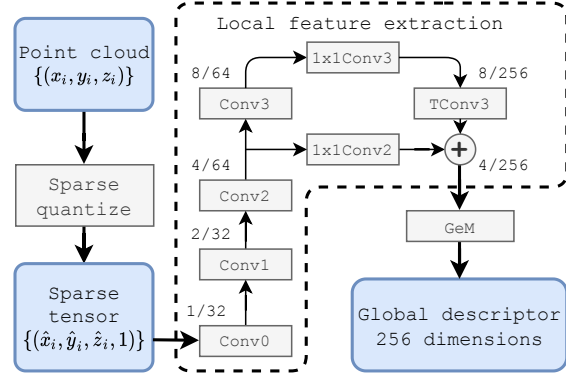 Local feature extraction
Point cloud
{(x_i, y_i, z_i)}
8/64
1x1Conv3
8/256
Conv3
TConv3
4/64
1x1Conv2
+
4/256
Sparse
quantize
Conv2
2/32
GeM
Conv1
Sparse
tensor
{(x̂_i, ŷ_i, ẑ_i, 1)}
1/32
Conv0
Global descriptor
256 dimensions